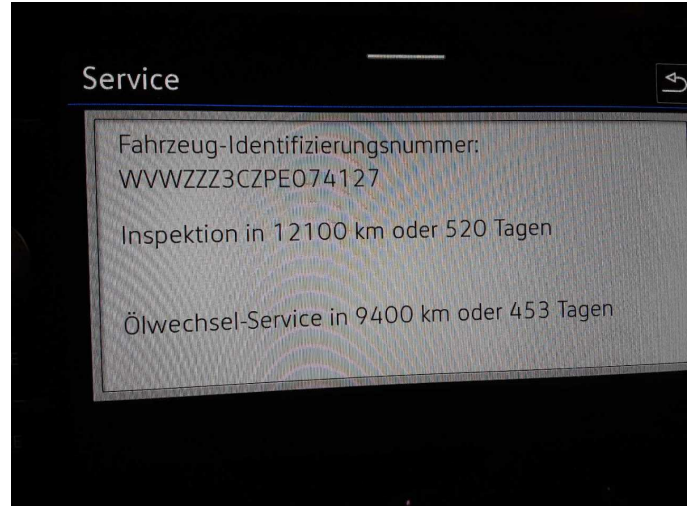 Service
Fahrzeug-Identifizierungsnummer:
WVWZZZ3CZPE074127
Inspektion in 12100 km oder 520 Tagen
Ölwechsel-Service in 9400 km oder 453 Tagen